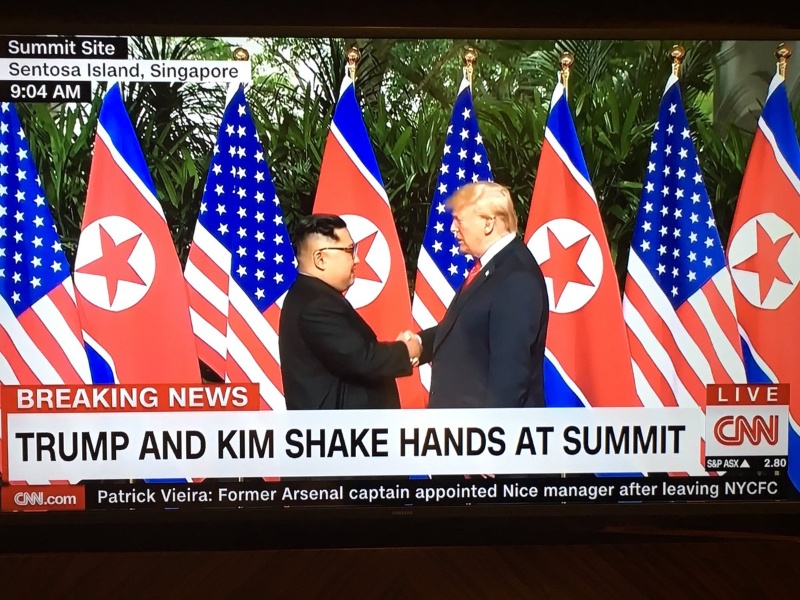 Summit Site
Sentosa Island, Singapore
9:04 AM
BREAKING NEWS
LIVE
TRUMP AND KIM SHAKE HANDS AT SUMMIT
CNN
S&P ASX ▲ 2.80
CNN.com
Patrick Vieira: Former Arsenal captain appointed Nice manager after leaving NYCFC
SAMSUNG